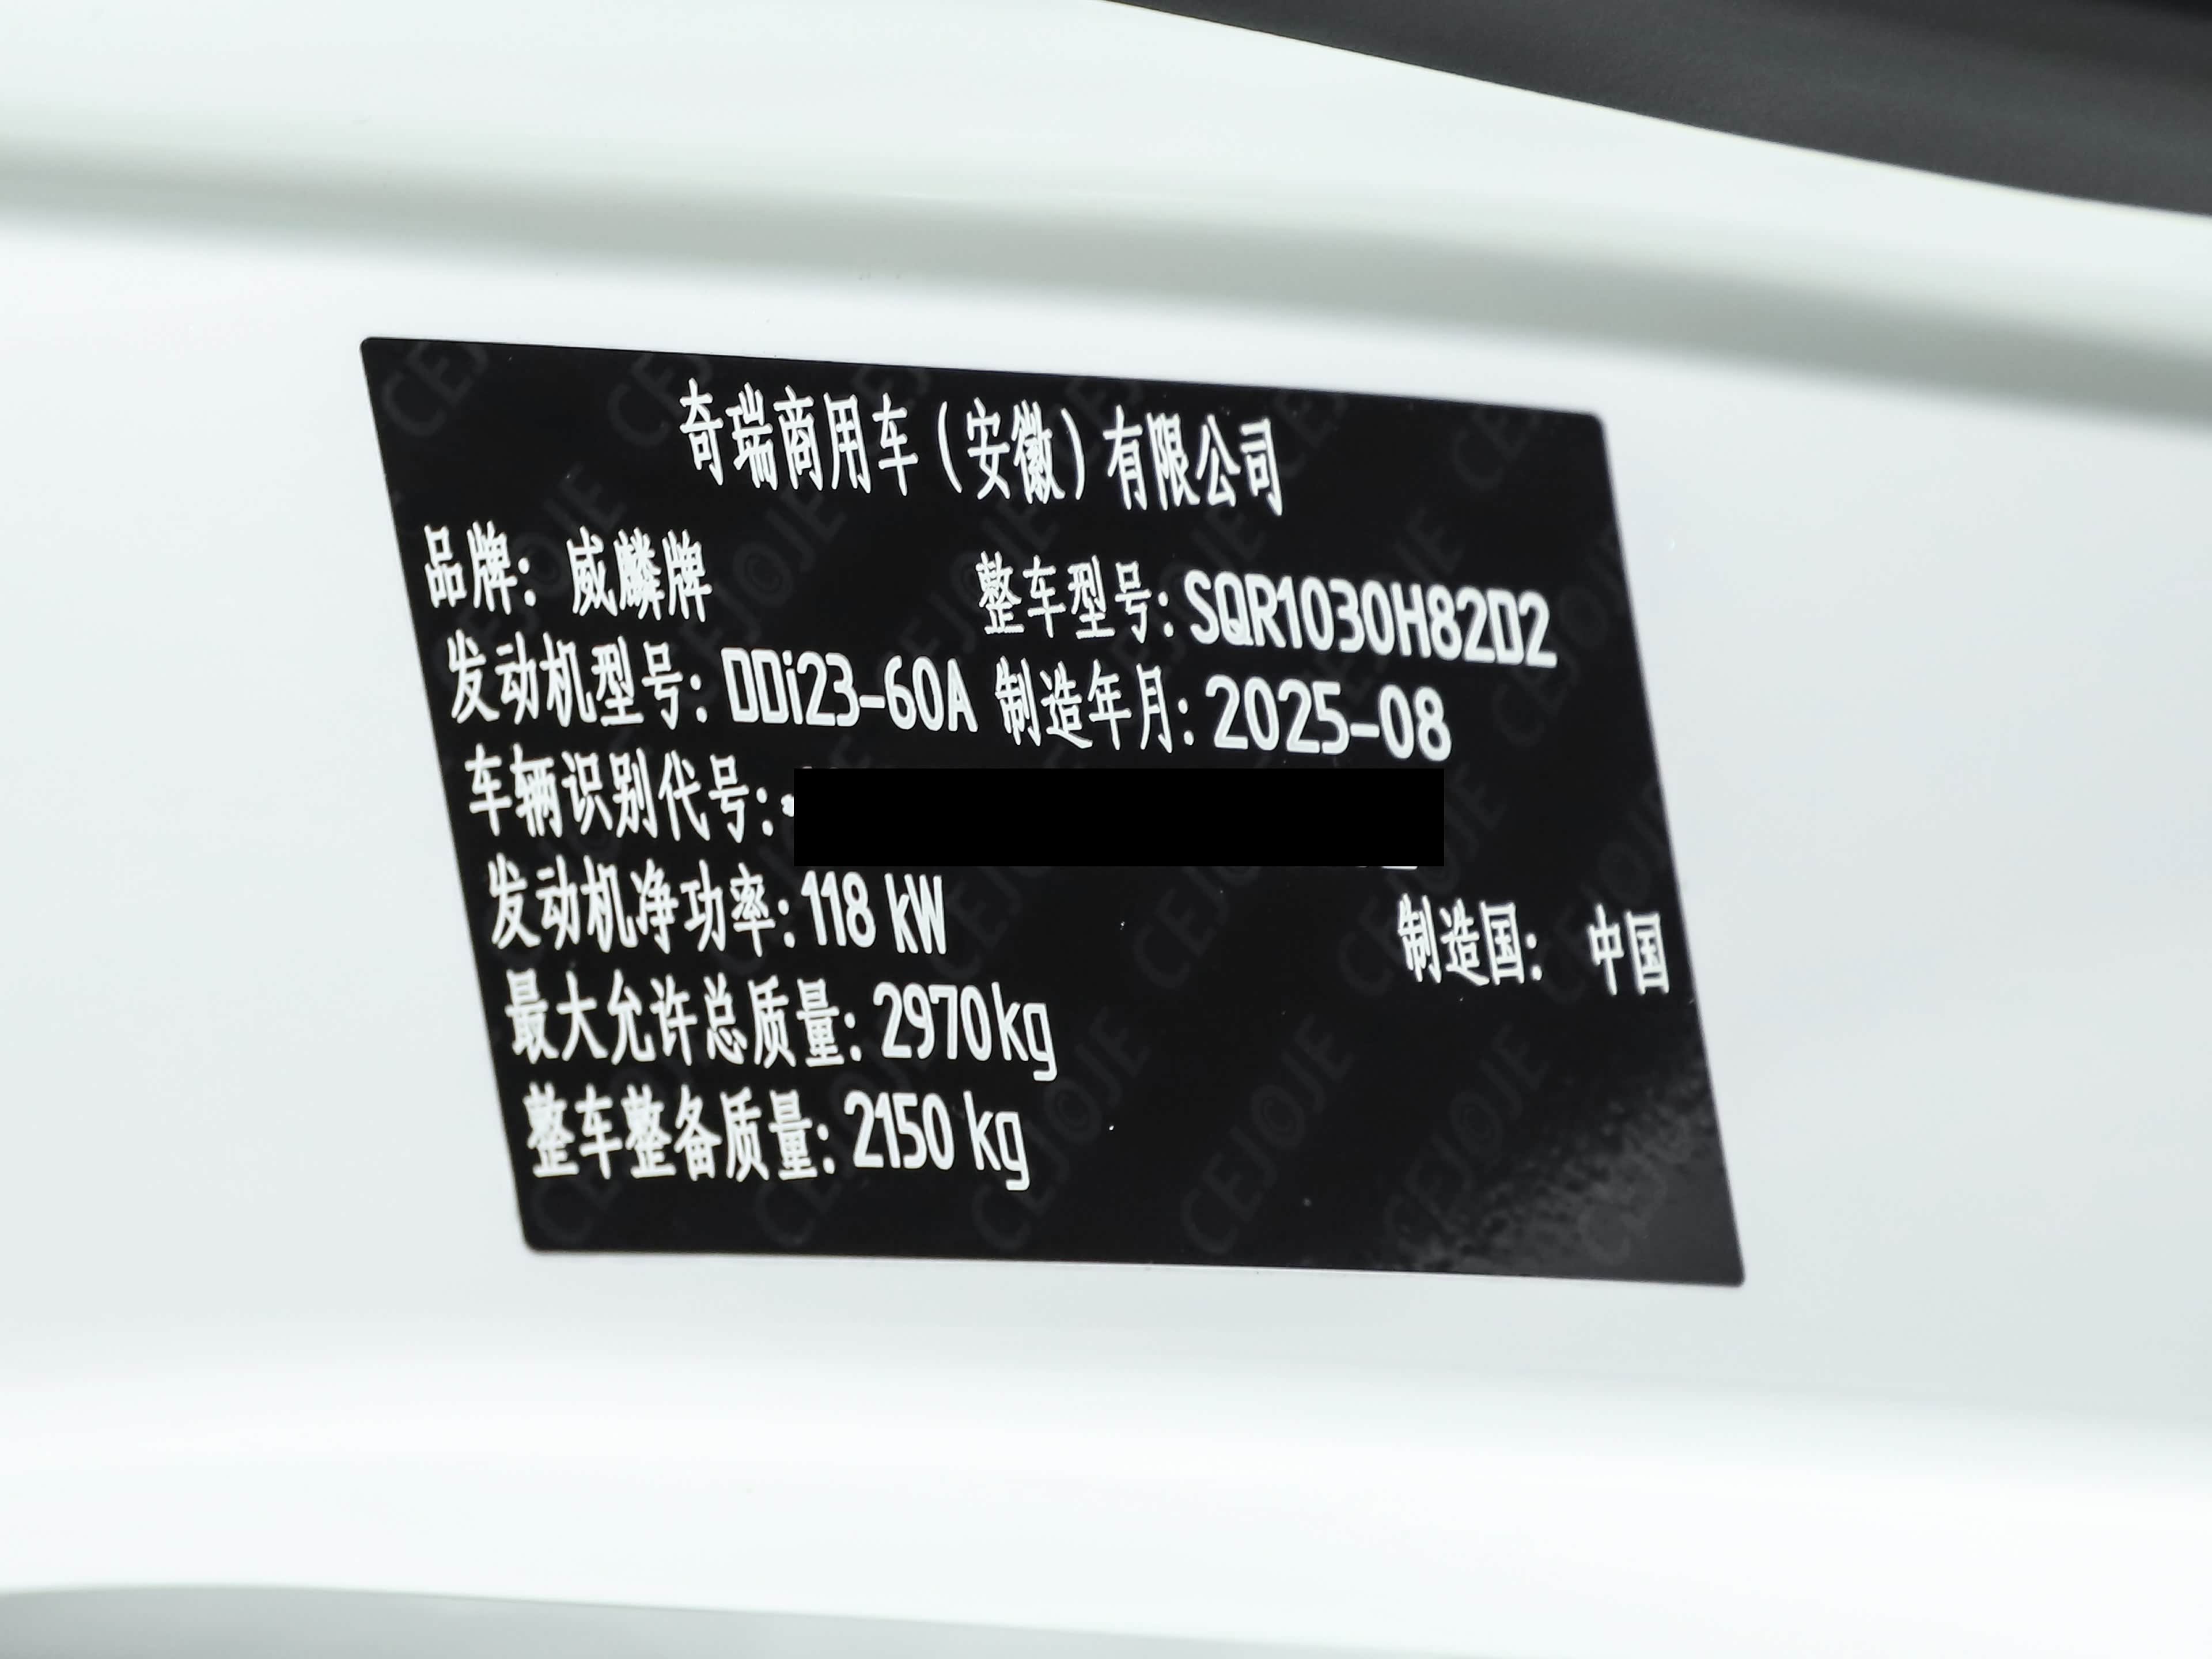 奇瑞商用车（安徽）有限公司
品牌：威麟牌 整车型号：SQR1030H82D2
发动机型号：DDi23-60A 制造年月：2025-08
车辆识别代号：
发动机净功率：118 kW 制造国：中国
最大允许总质量：2970kg
整车整备质量：2150 kg